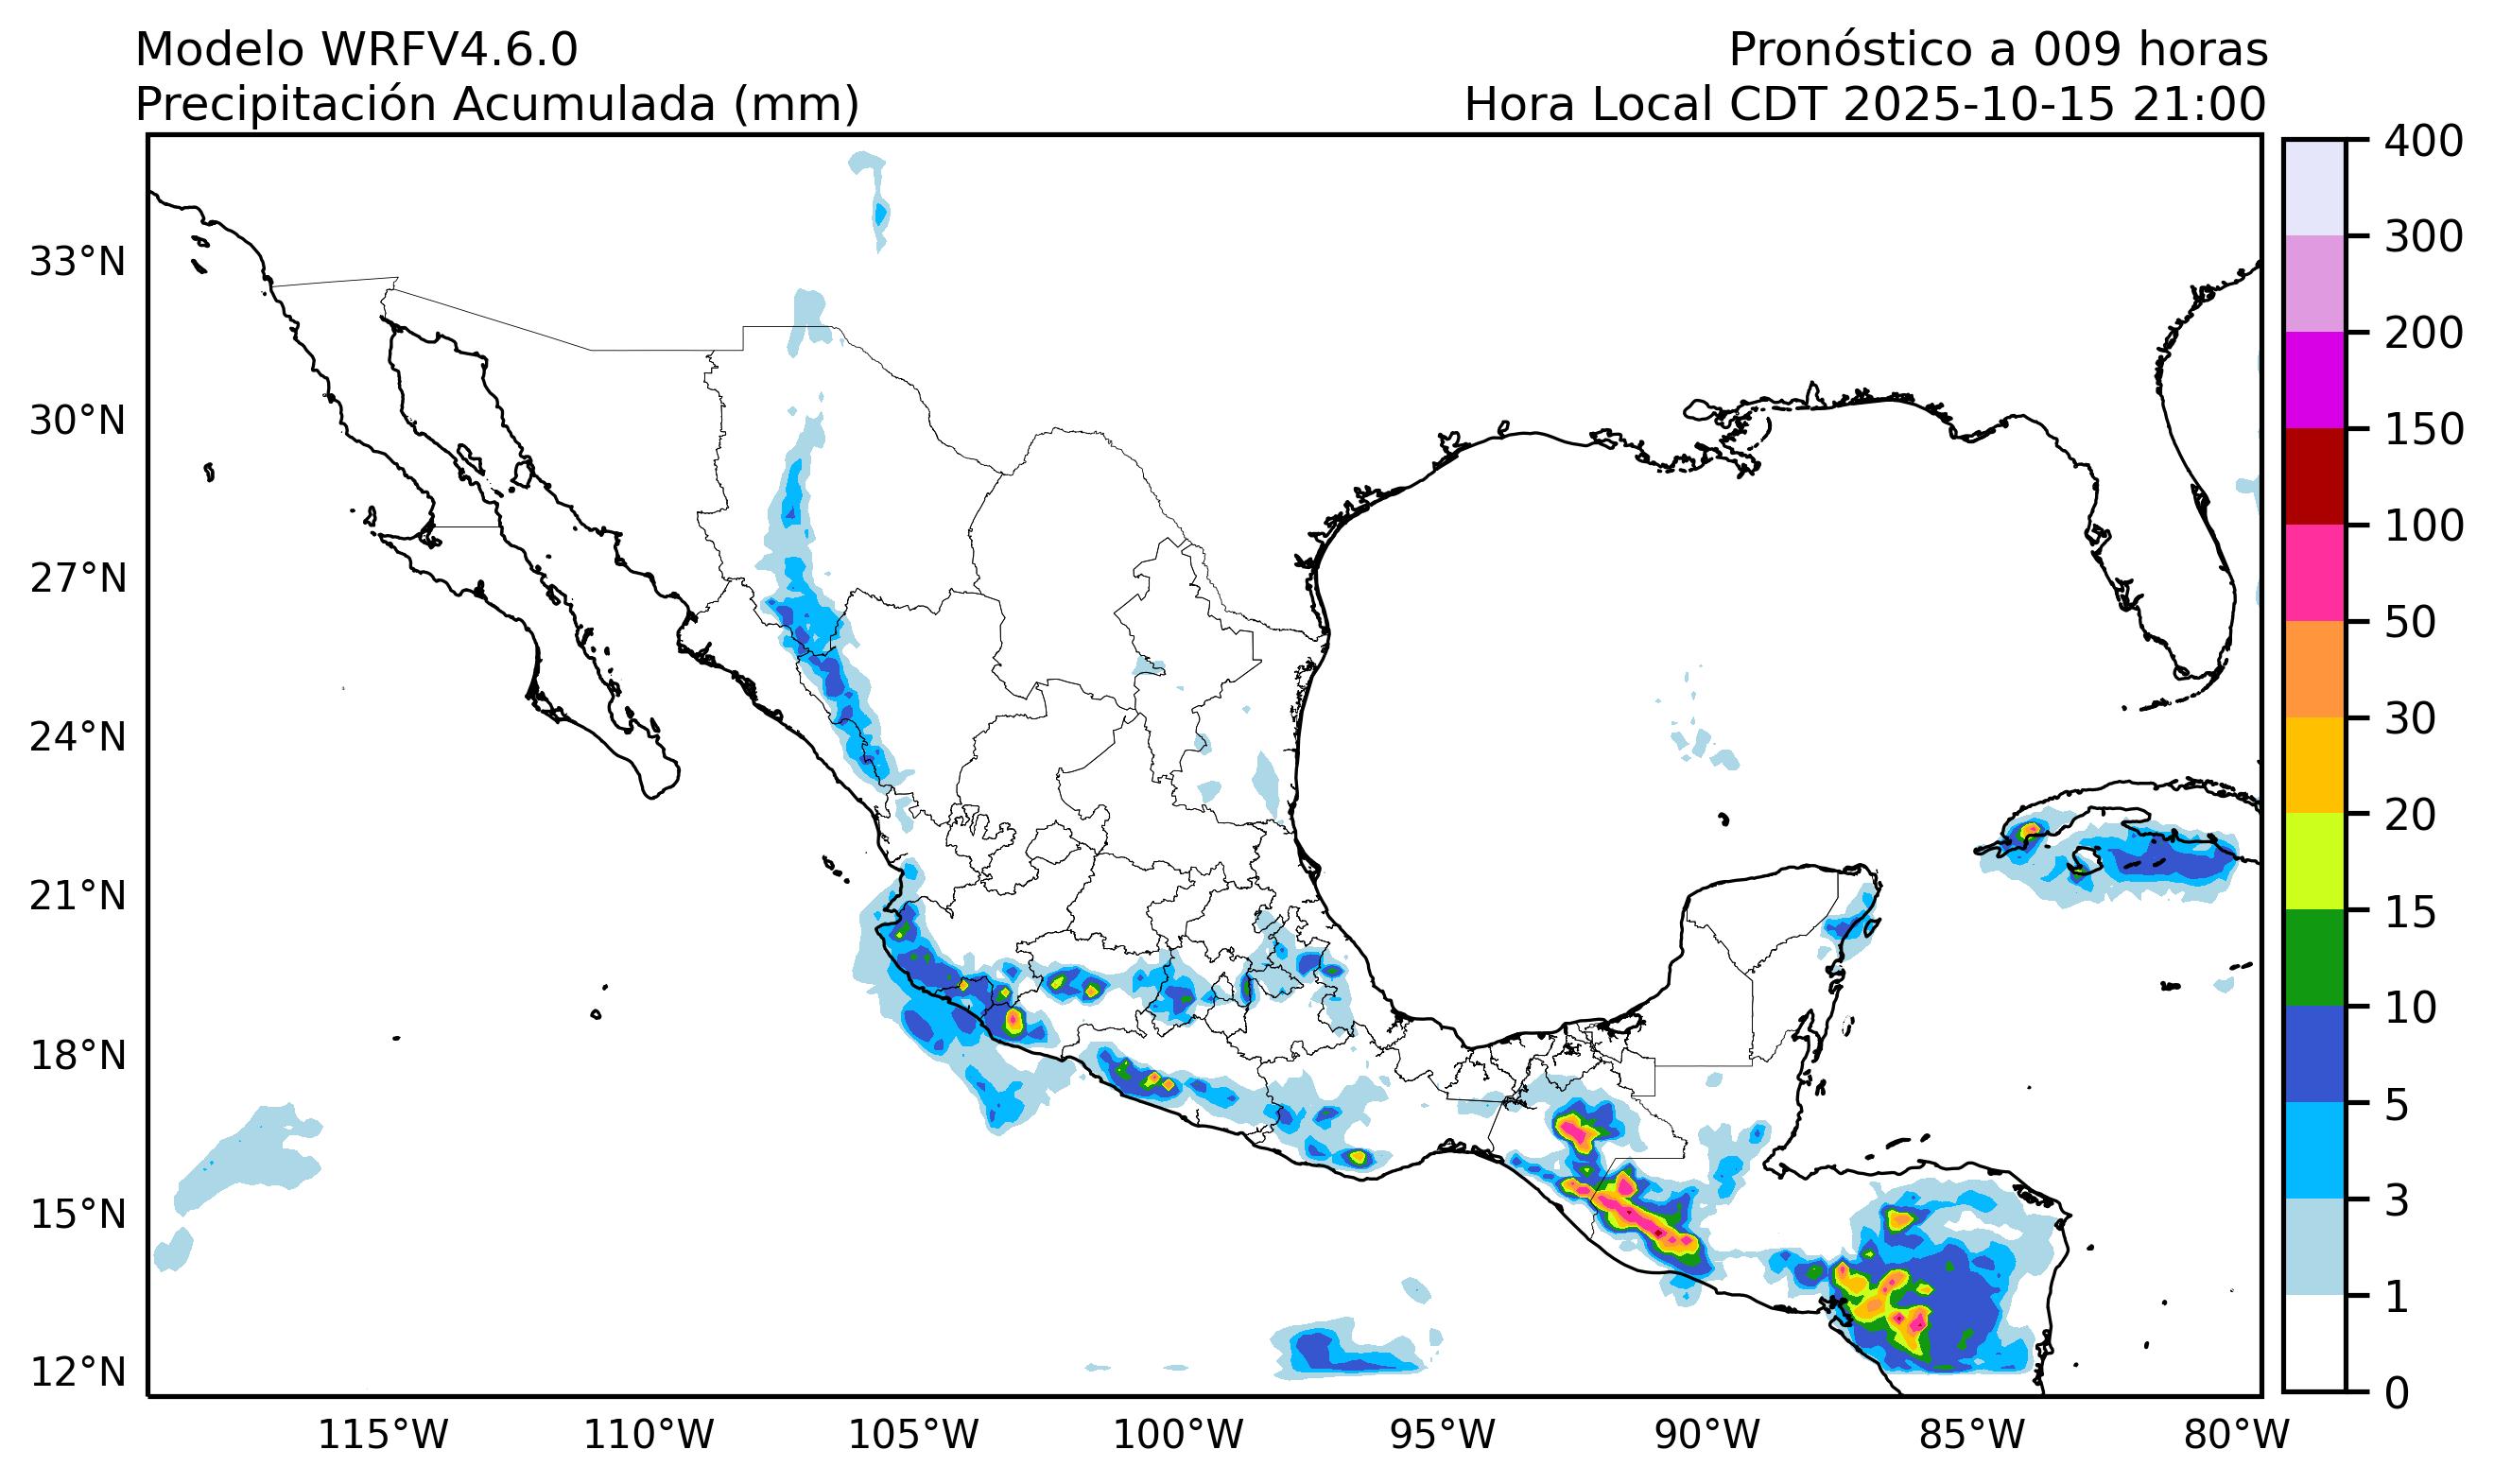 Modelo WRFV4.6.0
Precipitación Acumulada (mm)
Pronóstico a 009 horas
Hora Local CDT 2025-10-15 21:00
33°N
30°N
27°N
24°N
21°N
18°N
15°N
12°N
115°W
110°W
105°W
100°W
95°W
90°W
85°W
80°W
400
300
200
150
100
50
30
20
15
10
5
3
1
0